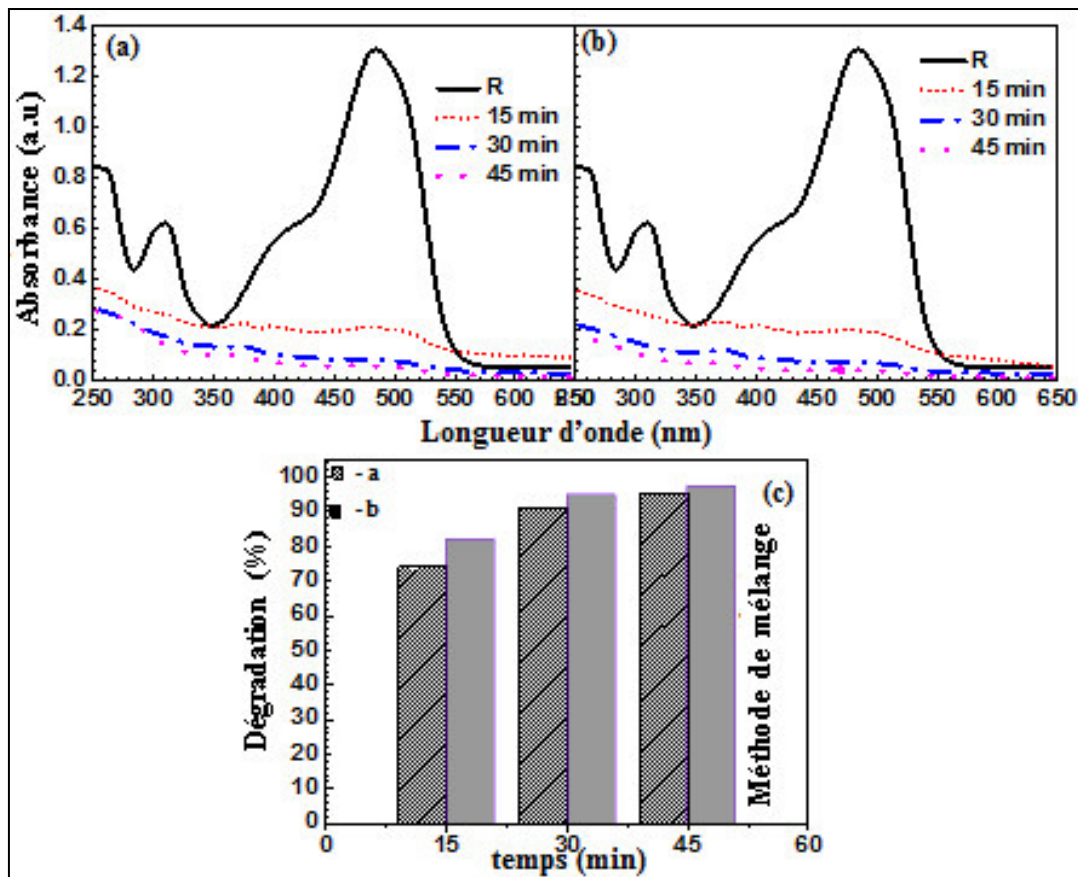 (a)
(b)
Absorbance (a.u)
1.4
1.2
1.0
0.8
0.6
0.4
0.2
0.0
R
15 min
30 min
45 min
R
15 min
30 min
45 min
250 300 350 400 450 500 550 600
300 350 400 450 500 550 600 650
Longueur d'onde (nm)
(c)
- a
- b
Dégradation (%)
100
90
80
70
60
50
40
30
20
10
0
Méthode de mélange
0 15 30 45 60
temps (min)